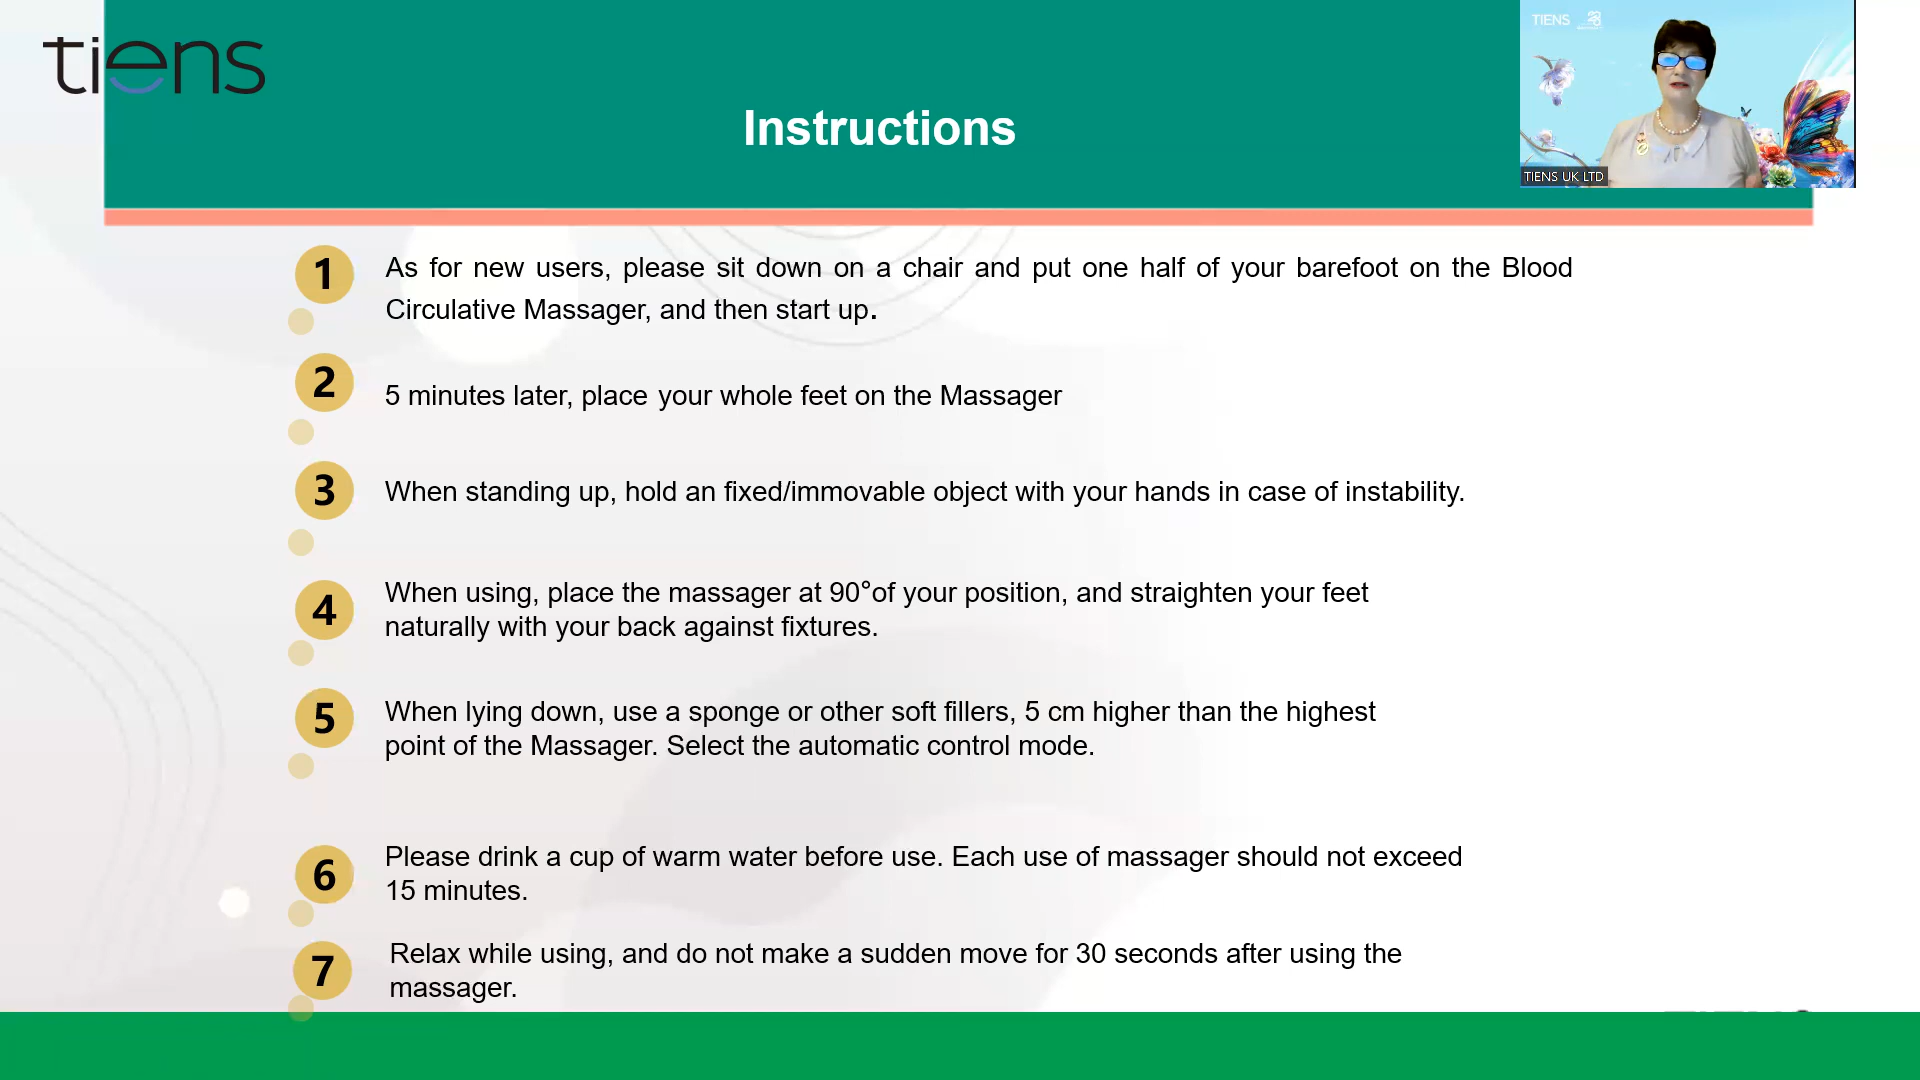 tiens
TIENS
Instructions
TIENS UK LTD
1
As for new users, please sit down on a chair and put one half of your barefoot on the Blood
Circulative Massager, and then start up.
2
5 minutes later, place your whole feet on the Massager
3
When standing up, hold an fixed/immovable object with your hands in case of instability.
4
When using, place the massager at 90°of your position, and straighten your feet
naturally with your back against fixtures.
5
When lying down, use a sponge or other soft fillers, 5 cm higher than the highest
point of the Massager. Select the automatic control mode.
6
Please drink a cup of warm water before use. Each use of massager should not exceed
15 minutes.
7
Relax while using, and do not make a sudden move for 30 seconds after using the
massager.